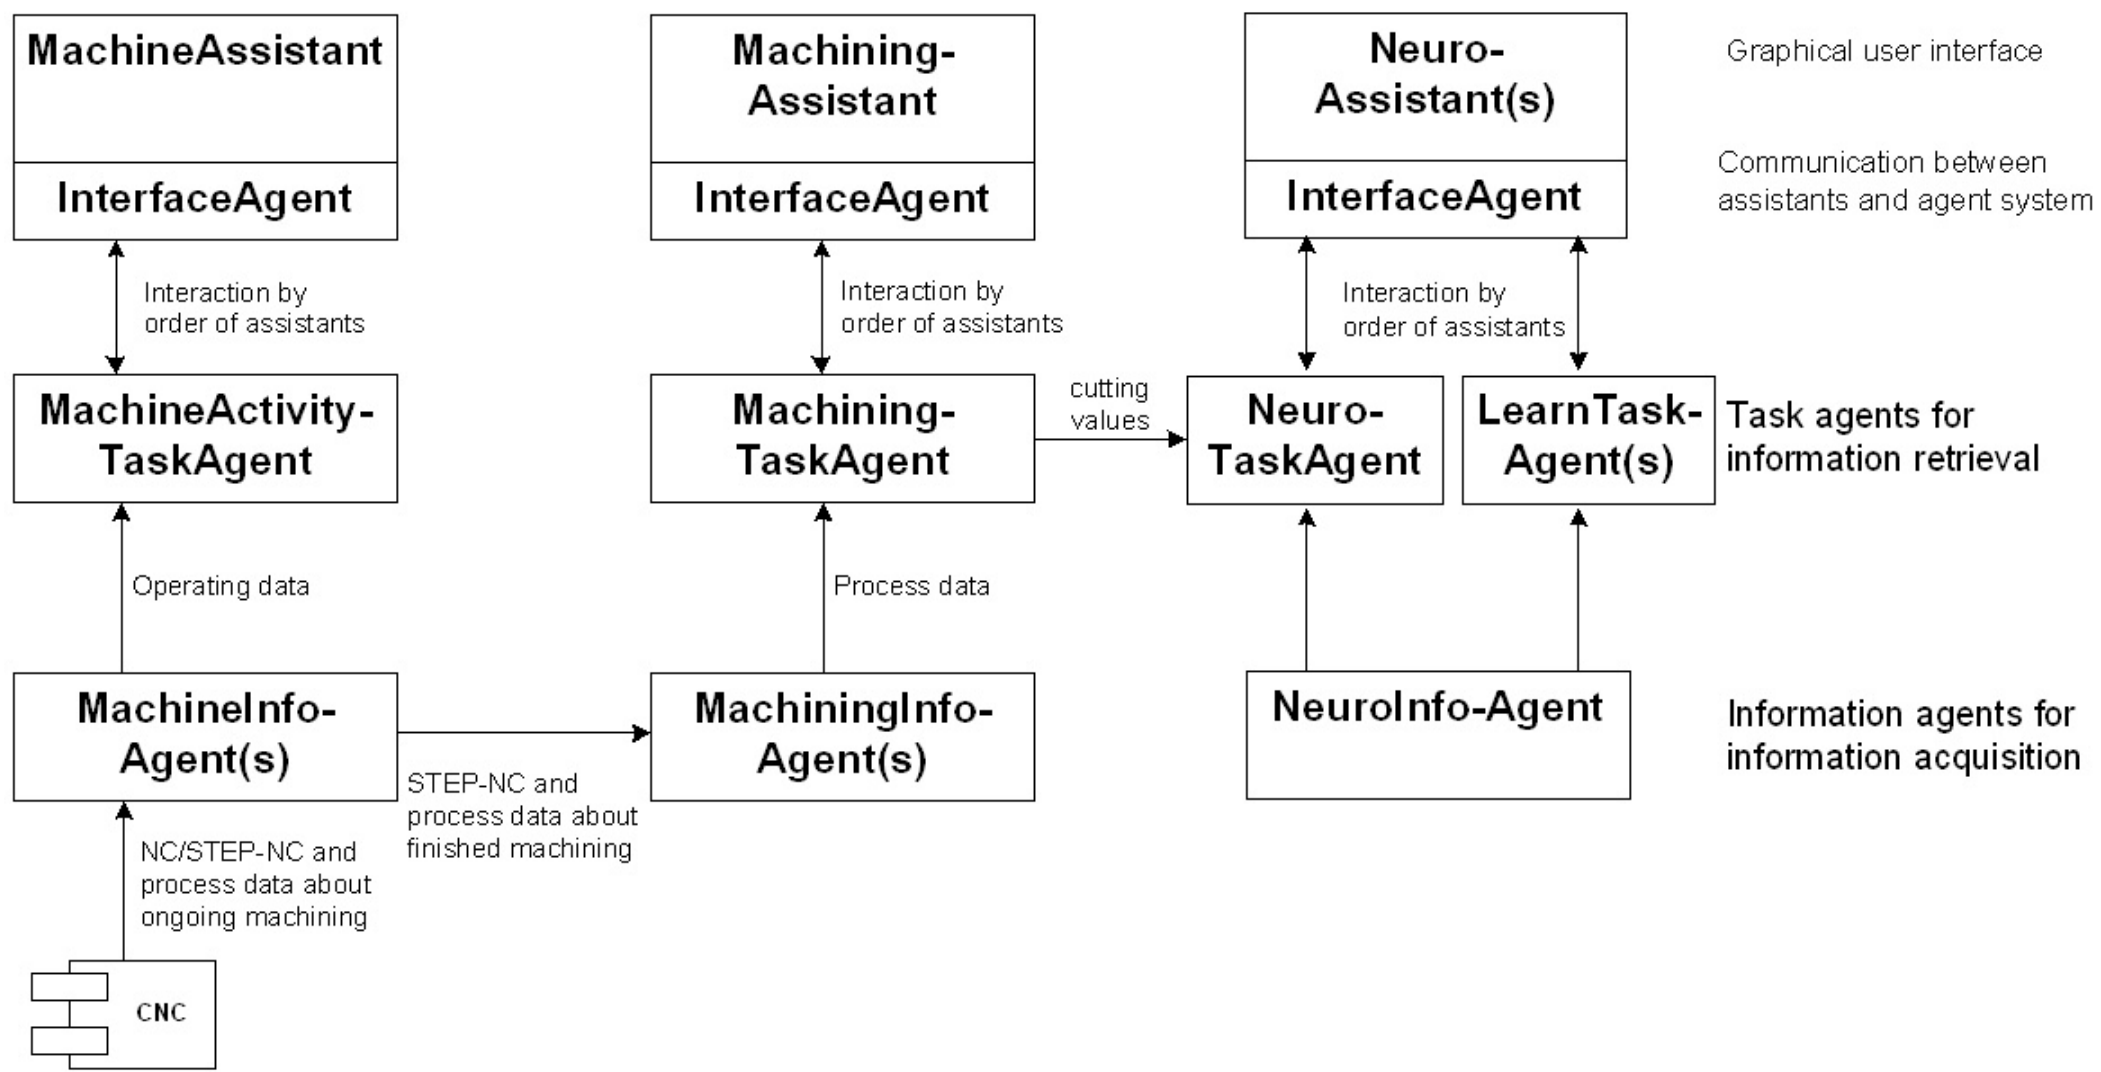 MachineAssistant
InterfaceAgent
Machining-
Assistant
InterfaceAgent
Neuro-
Assistant(s)
InterfaceAgent
Graphical user interface
Communication between
assistants and agent system
Interaction by
order of assistants
Interaction by
order of assistants
Interaction by
order of assistants
MachineActivity-
TaskAgent
Machining-
TaskAgent
cutting
values
Neuro-
TaskAgent
LearnTask-
Agent(s)
Task agents for
information retrieval
Operating data
Process data
MachineInfo-
Agent(s)
STEP-NC and
process data about
finished machining
MachiningInfo-
Agent(s)
NeuroInfo-Agent
Information agents for
information acquisition
NC/STEP-NC and
process data about
ongoing machining
CNC